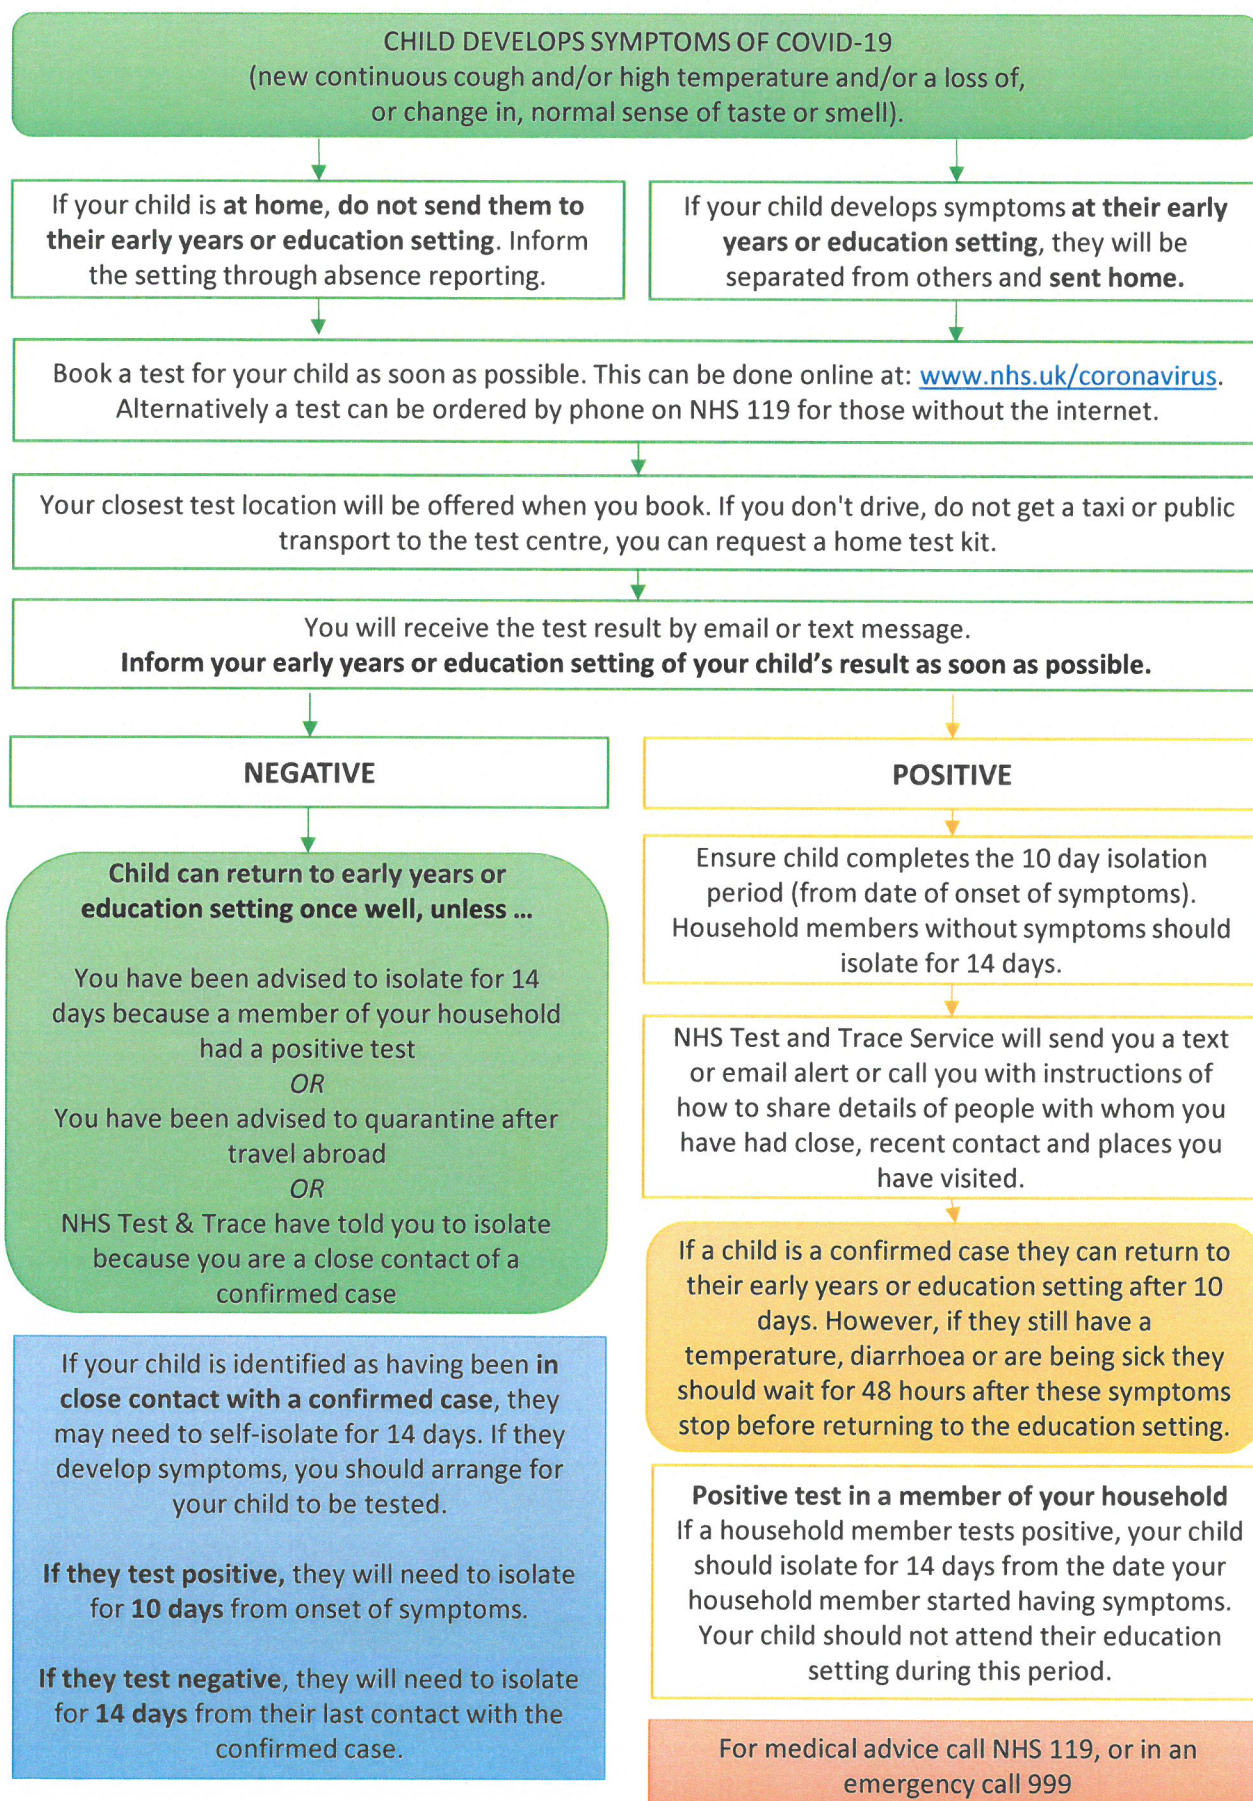 CHILD DEVELOPS SYMPTOMS OF COVID-19
(new continuous cough and/or high temperature and/or a loss of,
or change in, normal sense of taste or smell).
If your child is at home, do not send them to
their early years or education setting. Inform
the setting through absence reporting.
If your child develops symptoms at their early
years or education setting, they will be
separated from others and sent home.
Book a test for your child as soon as possible. This can be done online at: www.nhs.uk/coronavirus.
Alternatively a test can be ordered by phone on NHS 119 for those without the internet.
Your closest test location will be offered when you book. If you don't drive, do not get a taxi or public
transport to the test centre, you can request a home test kit.
You will receive the test result by email or text message.
Inform your early years or education setting of your child's result as soon as possible.
NEGATIVE
Child can return to early years or
education setting once well, unless ...
You have been advised to isolate for 14
days because a member of your household
had a positive test
OR
You have been advised to quarantine after
travel abroad
OR
NHS Test & Trace have told you to isolate
because you are a close contact of a
confirmed case
If your child is identified as having been in
close contact with a confirmed case, they
may need to self-isolate for 14 days. If they
develop symptoms, you should arrange for
your child to be tested.
If they test positive, they will need to isolate
for 10 days from onset of symptoms.
If they test negative, they will need to isolate
for 14 days from their last contact with the
confirmed case.
POSITIVE
Ensure child completes the 10 day isolation
period (from date of onset of symptoms).
Household members without symptoms should
isolate for 14 days.
NHS Test and Trace Service will send you a text
or email alert or call you with instructions of
how to share details of people with whom you
have had close, recent contact and places you
have visited.
If a child is a confirmed case they can return to
their early years or education setting after 10
days. However, if they still have a
temperature, diarrhoea or are being sick they
should wait for 48 hours after these symptoms
stop before returning to the education setting.
Positive test in a member of your household
If a household member tests positive, your child
should isolate for 14 days from the date your
household member started having symptoms.
Your child should not attend their education
setting during this period.
For medical advice call NHS 119, or in an
emergency call 999